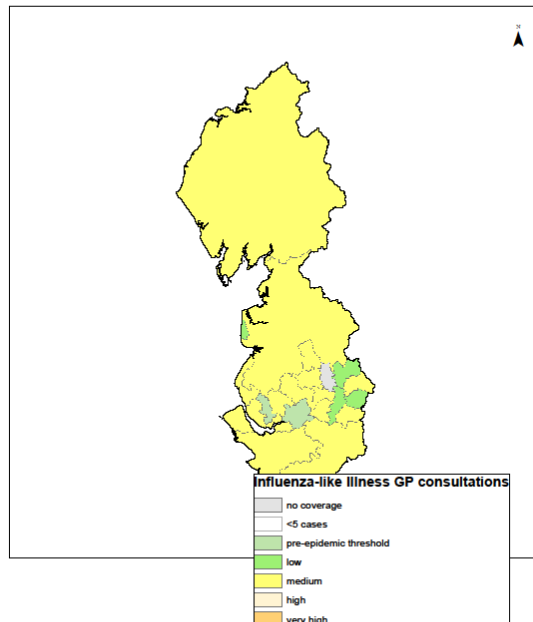 N
Influenza-like Illness GP consultations
no coverage
<5 cases
pre-epidemic threshold
low
medium
high
very high